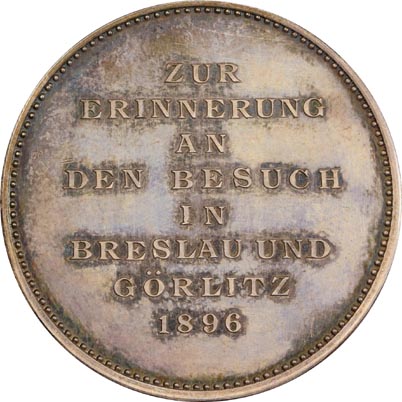 ZUR
ERINNERUNG
AN
DEN BESUCH
IN
BRESLAU UND
GÖRLITZ
1896